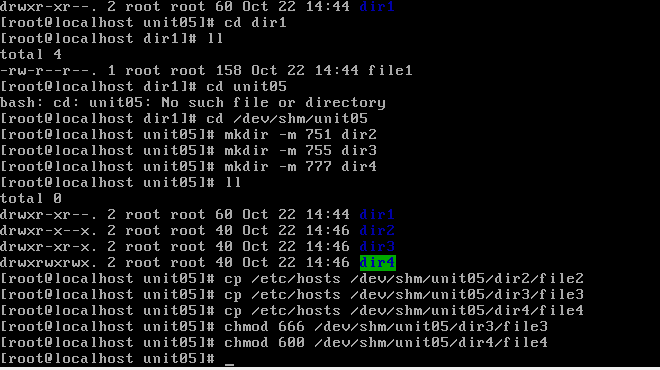 drwxr-xr--. 2 root root 60 Oct 22 14:44 dir1
[root@localhost unit05]# cd dir1
[root@localhost dir1]# ll
total 4
-rw-r--r--. 1 root root 158 Oct 22 14:44 file1
[root@localhost dir1]# cd unit05
bash: cd: unit05: No such file or directory
[root@localhost dir1]# cd /dev/shm/unit05
[root@localhost unit05]# mkdir -m 751 dir2
[root@localhost unit05]# mkdir -m 755 dir3
[root@localhost unit05]# mkdir -m 777 dir4
[root@localhost unit05]# ll
total 0
drwxr-xr--. 2 root root 60 Oct 22 14:44 dir1
drwxr-x--x. 2 root root 40 Oct 22 14:46 dir2
drwxr-xr-x. 2 root root 40 Oct 22 14:46 dir3
drwxrwxrwx. 2 root root 40 Oct 22 14:46 dir4
[root@localhost unit05]# cp /etc/hosts /dev/shm/unit05/dir2/file2
[root@localhost unit05]# cp /etc/hosts /dev/shm/unit05/dir3/file3
[root@localhost unit05]# cp /etc/hosts /dev/shm/unit05/dir4/file4
[root@localhost unit05]# chmod 666 /dev/shm/unit05/dir3/file3
[root@localhost unit05]# chmod 600 /dev/shm/unit05/dir4/file4
[root@localhost unit05]# _